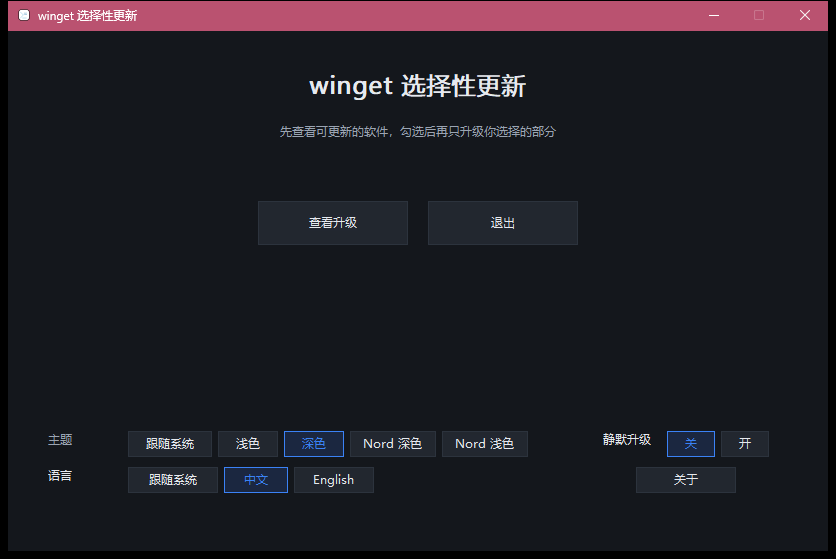 winget 选择性更新
winget 选择性更新
先查看可更新的软件，勾选后再只升级你选择的部分
查看升级 退出
主题 跟随系统 浅色 深色 Nord 深色 Nord 浅色 静默升级 关 开
语言 跟随系统 中文 English 关于